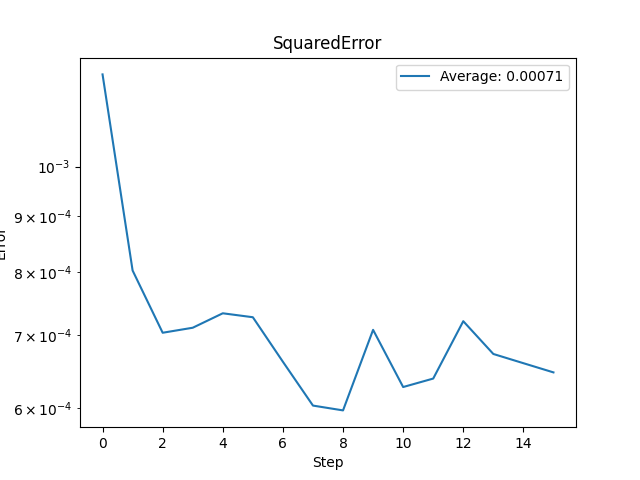 SquaredError
Average: 0.00071
10⁻³
9 × 10⁻⁴
8 × 10⁻⁴
7 × 10⁻⁴
6 × 10⁻⁴
Error
0 2 4 6 8 10 12 14
Step